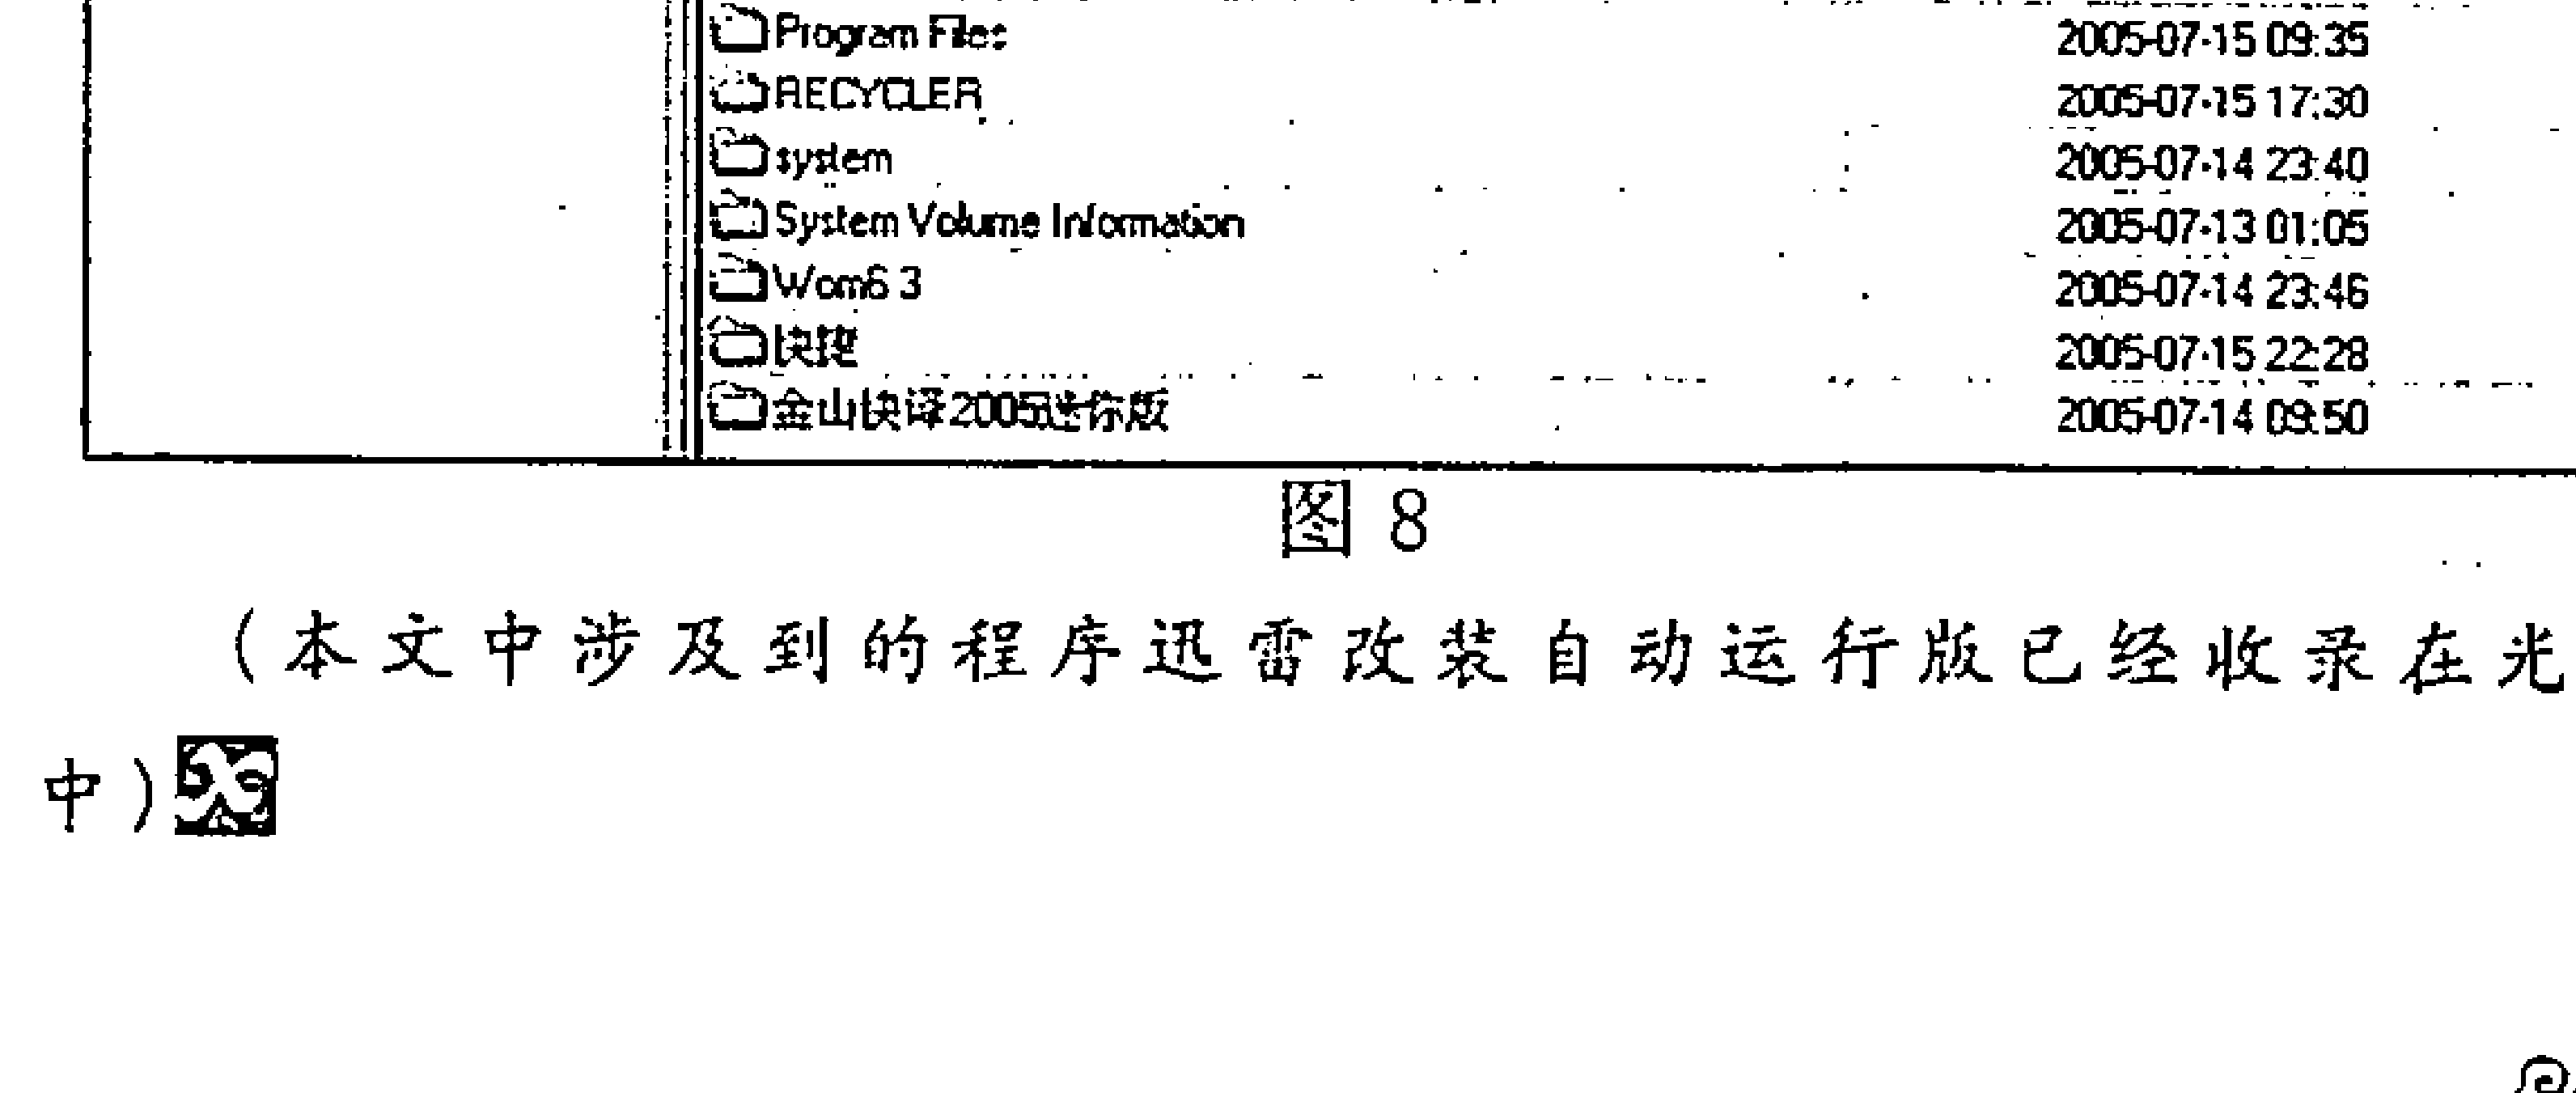 Program Files 2005-07-15 09:35
RECYCLER 2005-07-15 17:30
system 2005-07-14 23:40
System Volume Information 2005-07-13 01:05
2005-07-14 23:46
快捷 2005-07-15 22:28
金山快译2005迷你版 2005-07-14 09:50
图 8
(本文中涉及到的程序迅雷改装自动运行版已经收录在光
中)